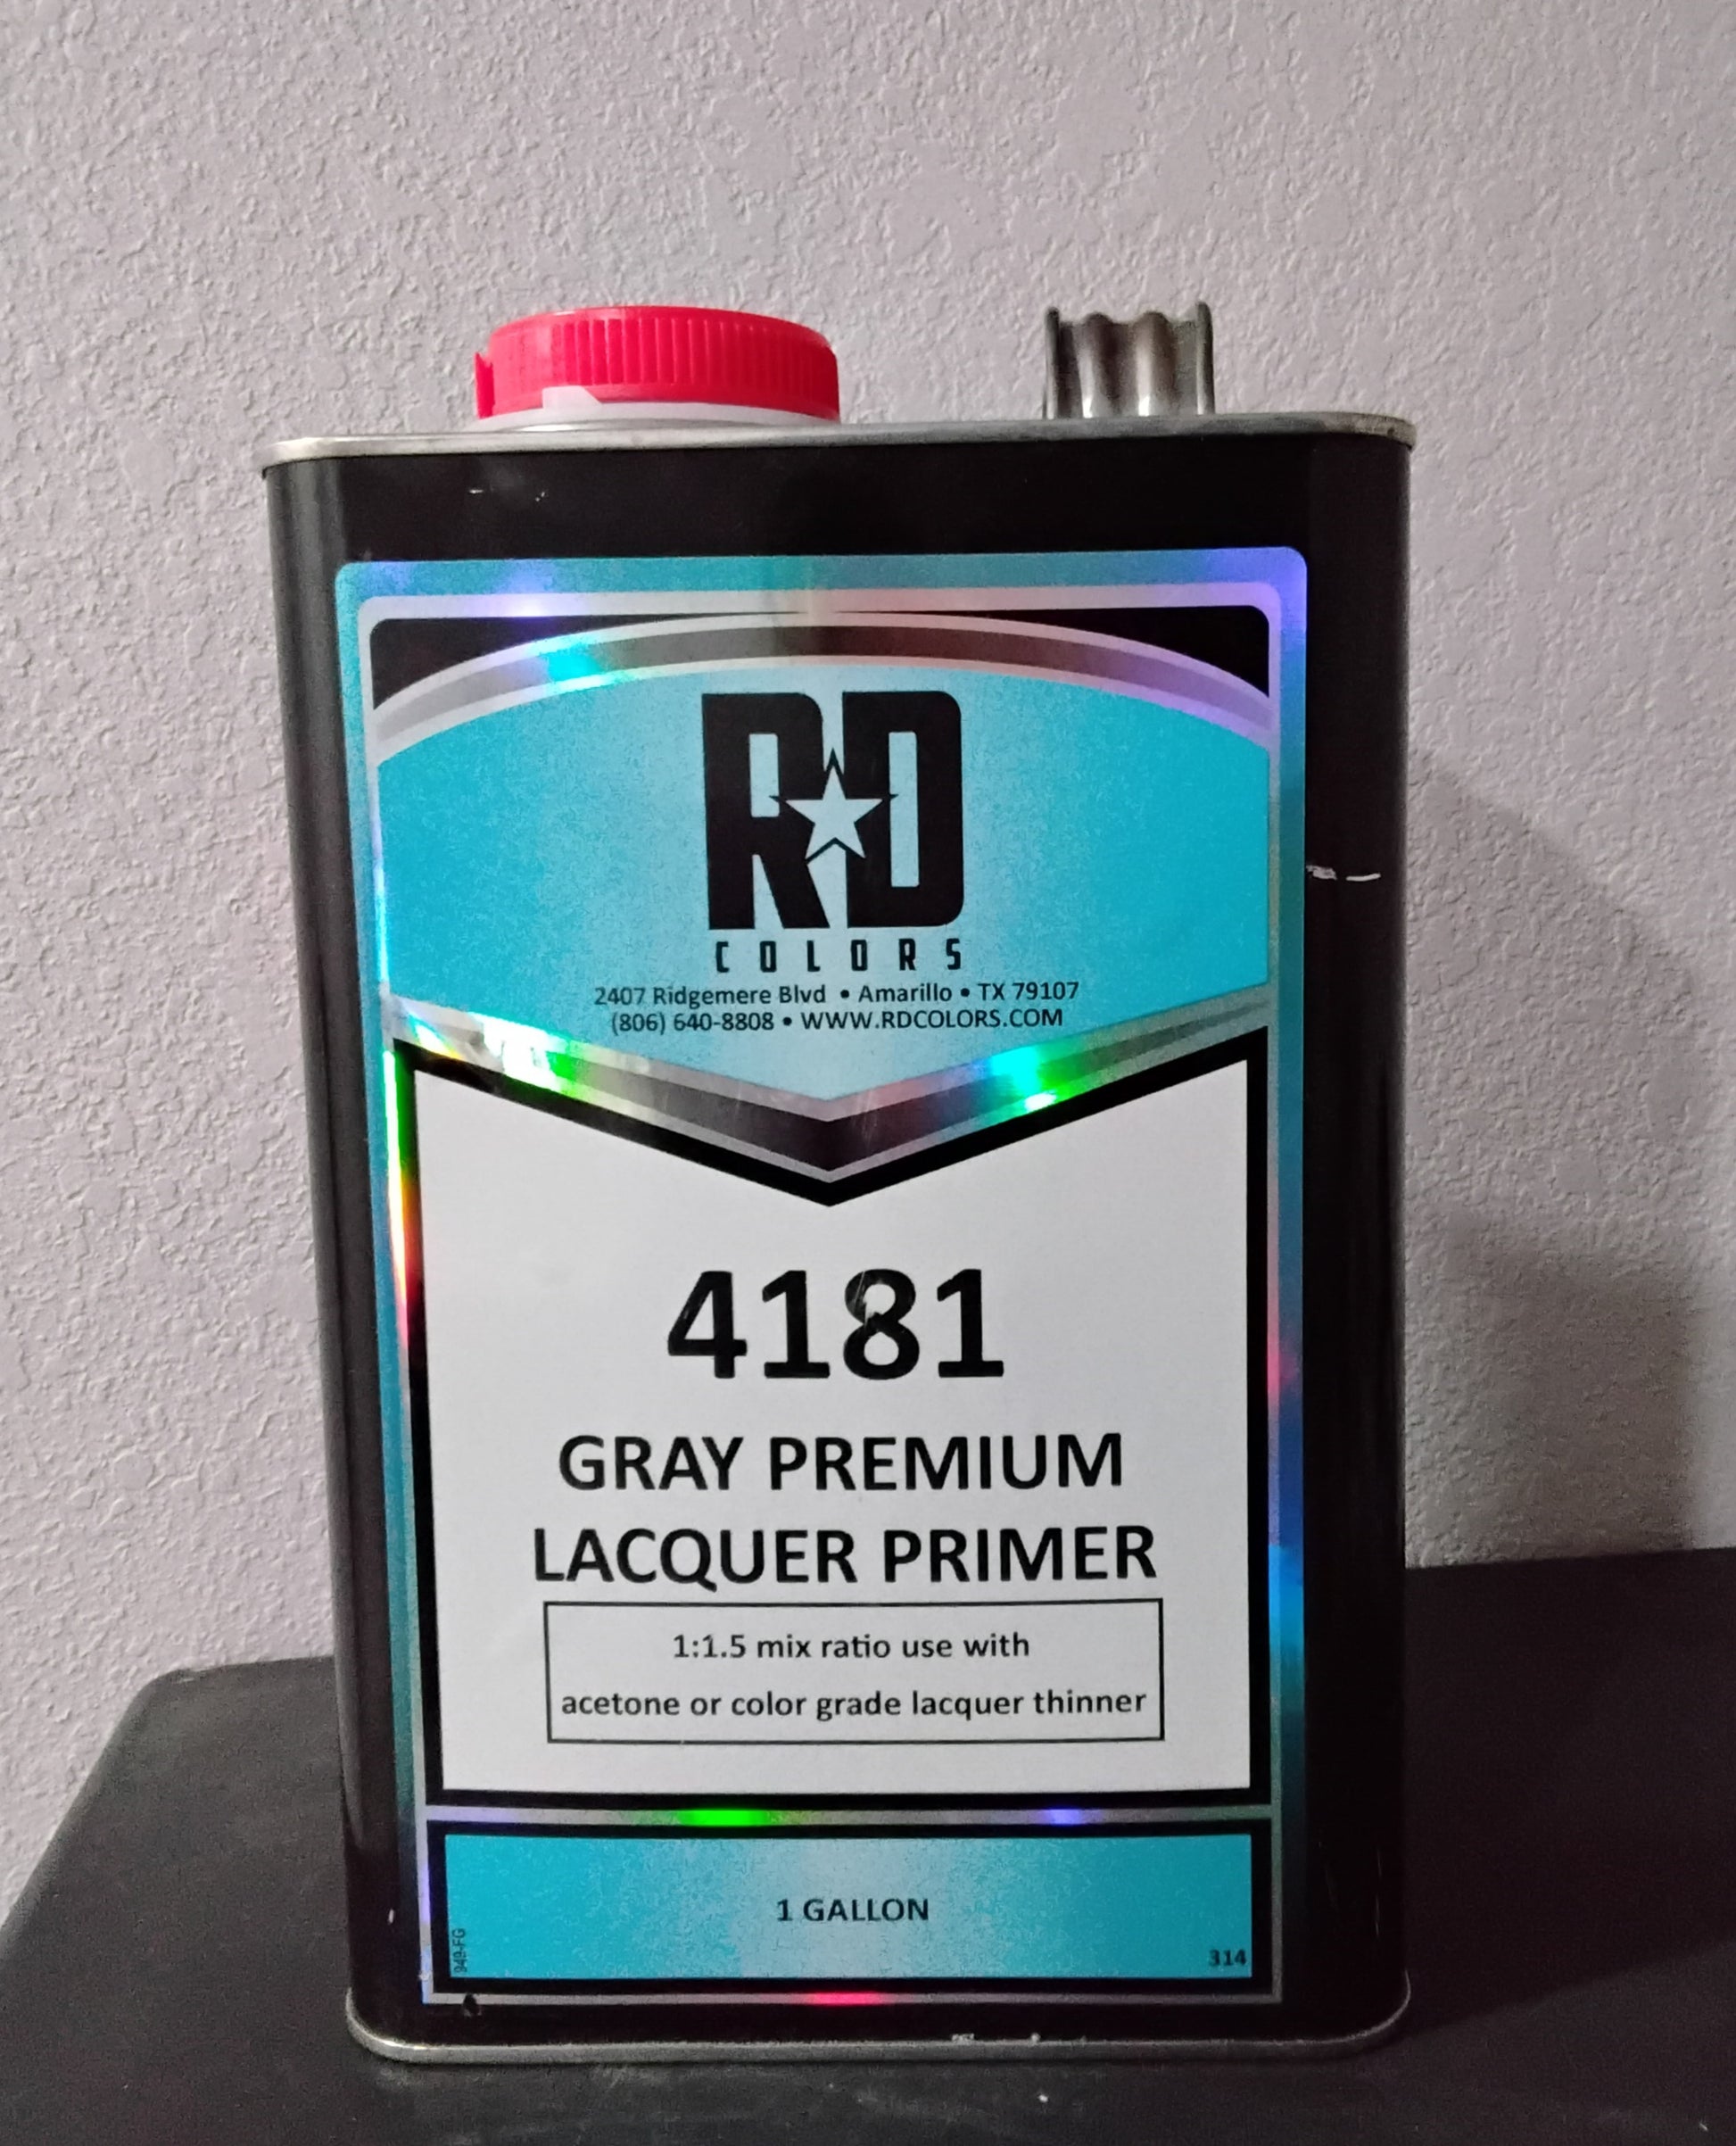 RD
COLORS
2407 Ridgemere Blvd • Amarillo • TX 79107
(806) 640-8808 • WWW.RDCOLORS.COM
4181
GRAY PREMIUM
LACQUER PRIMER
1:1.5 mix ratio use with
acetone or color grade lacquer thinner
1 GALLON
949-FG
314